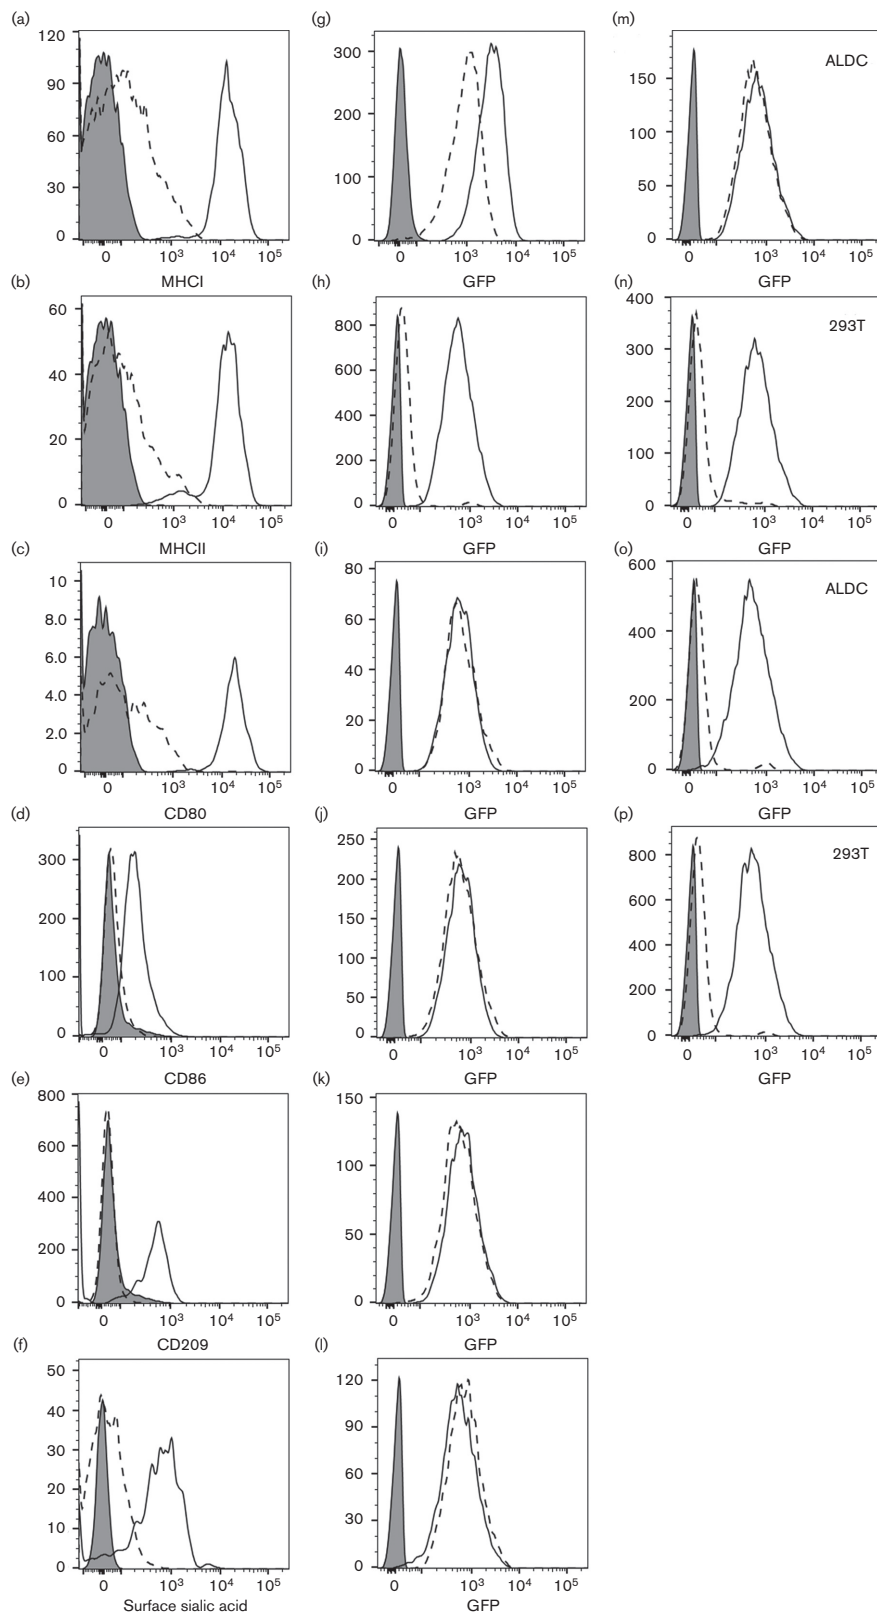 (a)
120
90
60
30
0
0 10³ 10⁴ 10⁵
MHCI
(b)
60
40
20
0
0 10³ 10⁴ 10⁵
MHCII
(c)
10
8.0
6.0
4.0
2.0
0
0 10³ 10⁴ 10⁵
CD80
(d)
300
200
100
0
0 10³ 10⁴ 10⁵
CD86
(e)
800
600
400
200
0
0 10³ 10⁴ 10⁵
CD209
(f)
50
40
30
20
10
0
0 10³ 10⁴ 10⁵
Surface sialic acid
(g)
300
200
100
0
0 10³ 10⁴ 10⁵
GFP
(h)
800
600
400
200
0
0 10³ 10⁴ 10⁵
GFP
(i)
80
60
40
20
0
0 10³ 10⁴ 10⁵
GFP
(j)
250
200
150
100
50
0
0 10³ 10⁴ 10⁵
GFP
(k)
150
100
50
0
0 10³ 10⁴ 10⁵
GFP
(l)
120
90
60
30
0
0 10³ 10⁴ 10⁵
GFP
(m)
ALDC
150
100
50
0
0 10³ 10⁴ 10⁵
GFP
(n)
293T
400
300
200
100
0
0 10³ 10⁴ 10⁵
GFP
(o)
ALDC
600
400
200
0
0 10³ 10⁴ 10⁵
GFP
(p)
293T
800
600
400
200
0
0 10³ 10⁴ 10⁵
GFP